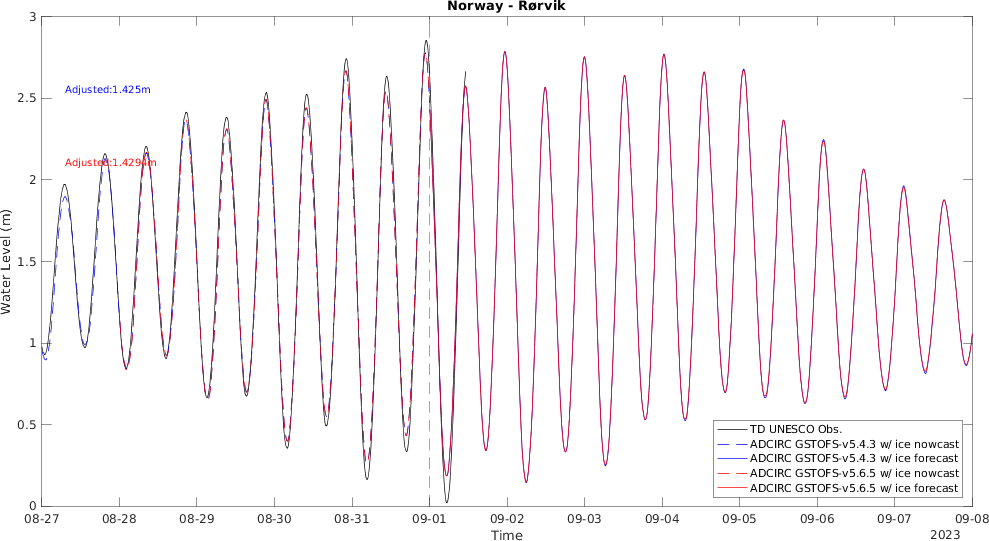 Norway - Rørvik
3
2.5
2
1.5
1
0.5
0
Water Level (m)
Adjusted:1.425m
Adjusted:1.4294m
TD UNESCO Obs.
ADCIRC GSTOFS-v5.4.3 w/ ice nowcast
ADCIRC GSTOFS-v5.4.3 w/ ice forecast
ADCIRC GSTOFS-v5.6.5 w/ ice nowcast
ADCIRC GSTOFS-v5.6.5 w/ ice forecast
08-27 08-28 08-29 08-30 08-31 09-01 09-02 09-03 09-04 09-05 09-06 09-07 09-08
Time
2023